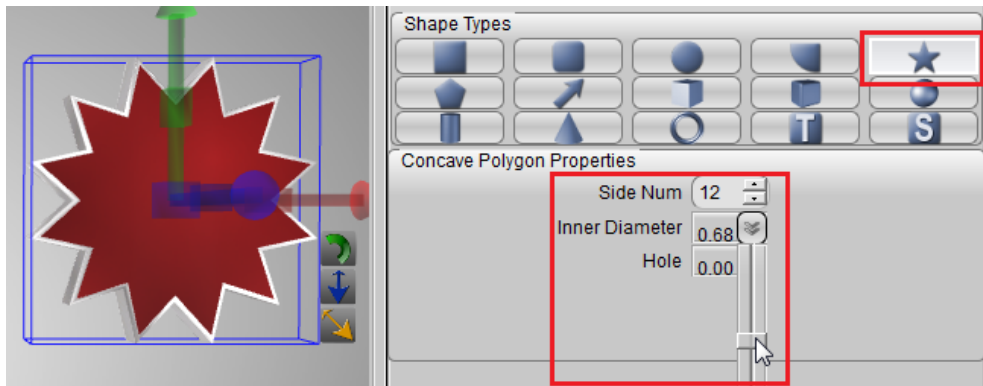 Shape Types
T
S
Concave Polygon Properties
Side Num 12
Inner Diameter 0.68
Hole 0.00